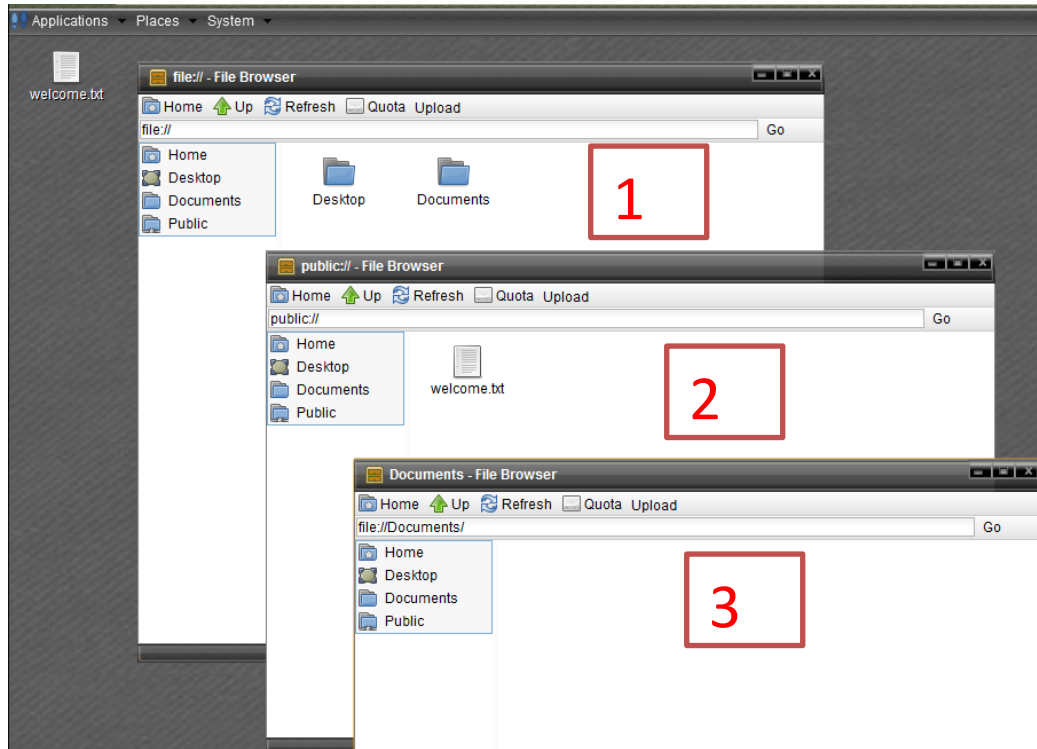 Applications Places System
welcome.txt
file:// - File Browser
Home Up Refresh Quota Upload
file:// Go
Home
Desktop
Documents
Public
Desktop Documents
1
public:// - File Browser
Home Up Refresh Quota Upload
public:// Go
Home
Desktop
Documents
Public
welcome.txt
2
Documents - File Browser
Home Up Refresh Quota Upload
file://Documents/ Go
Home
Desktop
Documents
Public
3